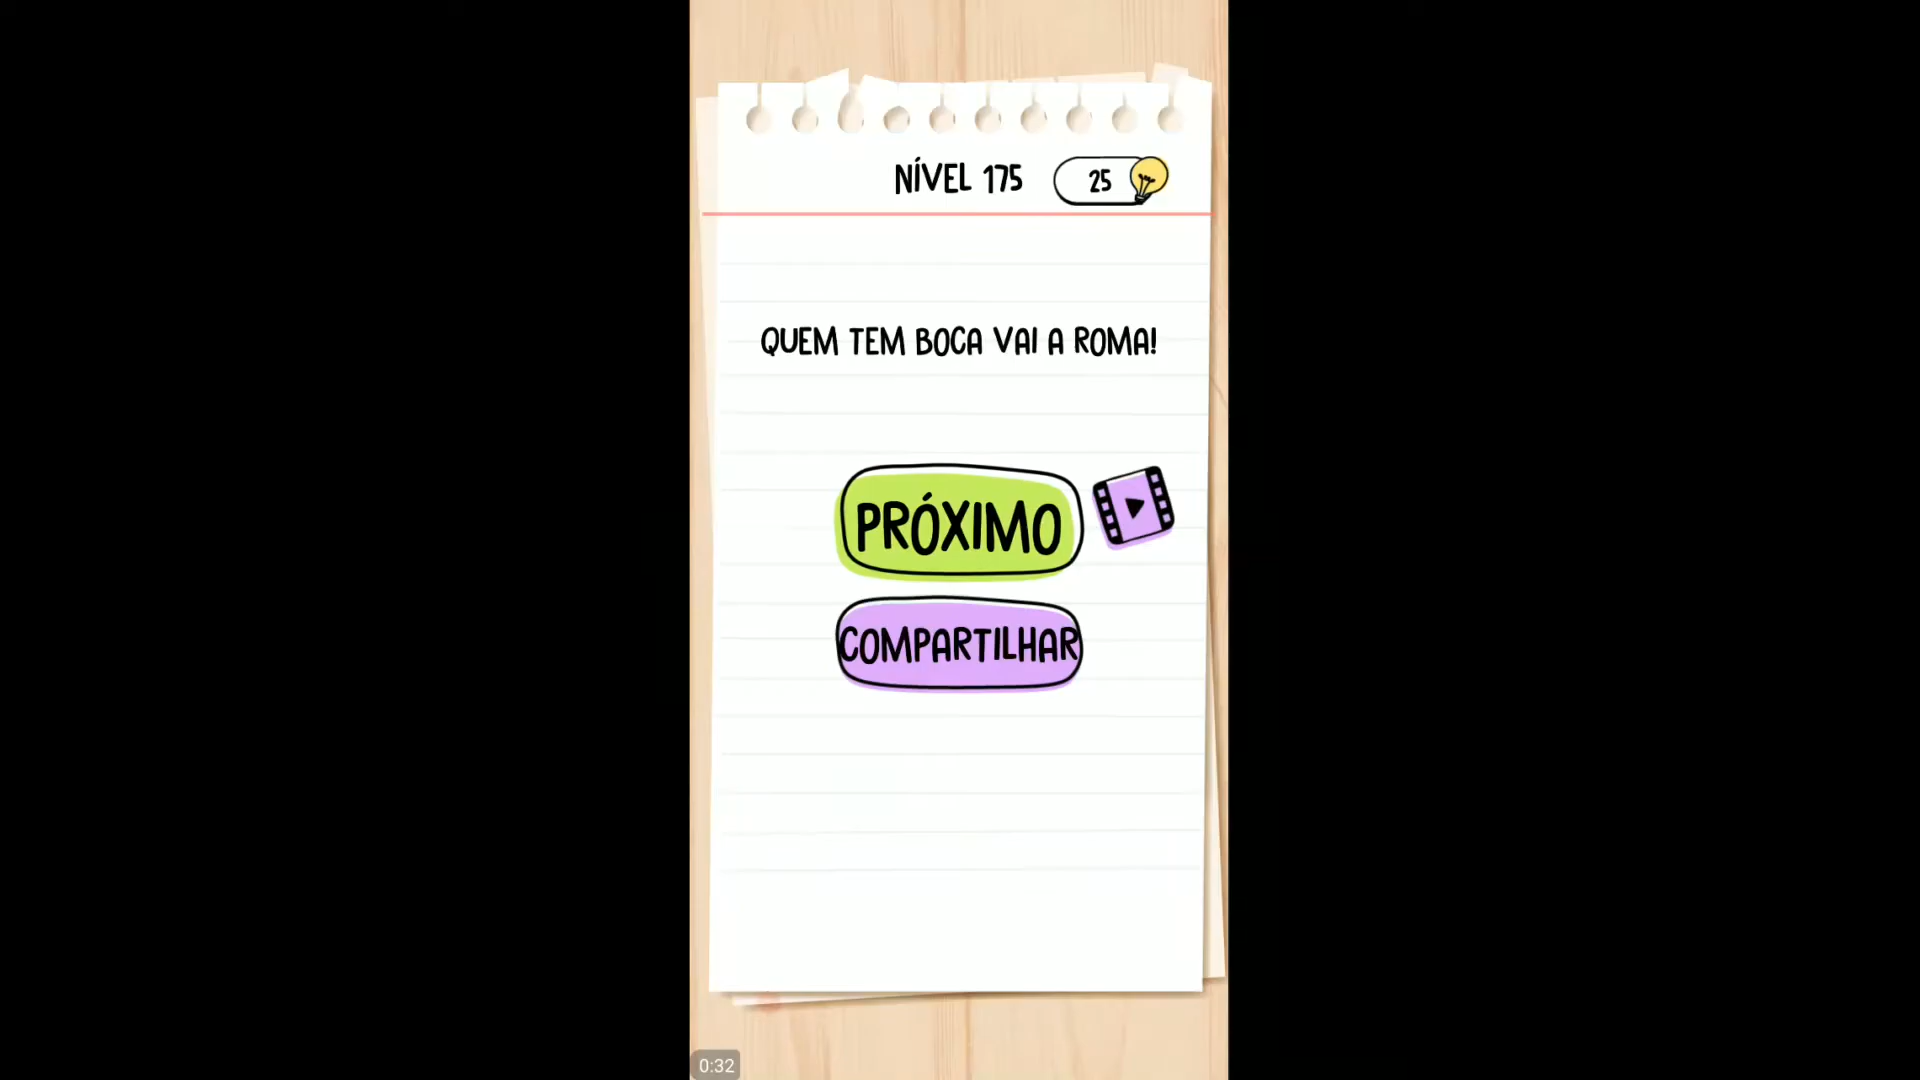 NÍVEL 175
25
QUEM TEM BOCA VAI A ROMA!
PRÓXIMO
COMPARTILHAR
0:32